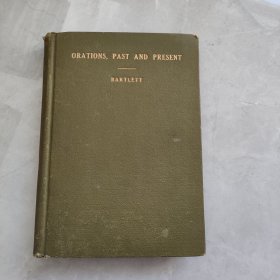 ORATIONS, PAST AND PRESENT
BARTLETT